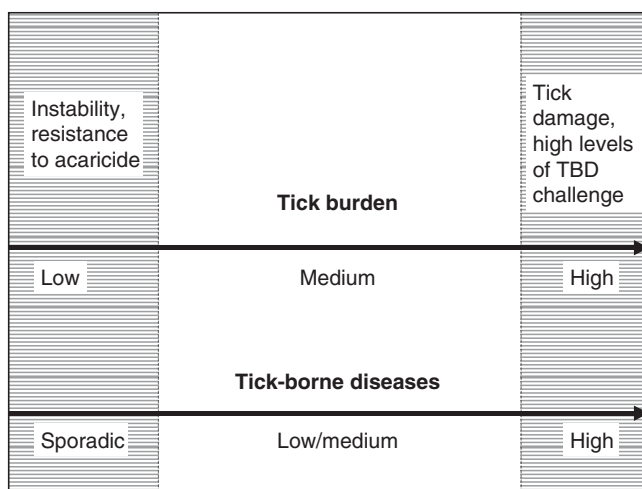 Instability,
resistance
to acaricide
Tick
damage,
high levels
of TBD
challenge
Tick burden
Low Medium High
Tick-borne diseases
Sporadic Low/medium High